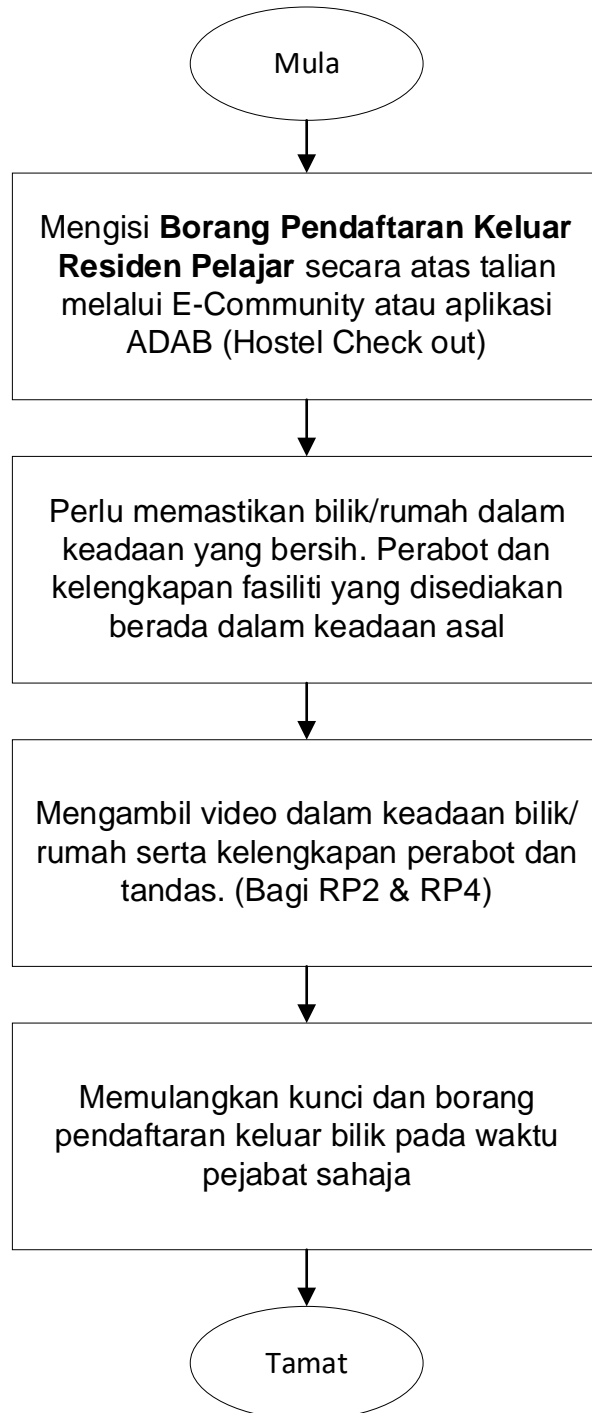 Mula
Mengisi Borang Pendaftaran Keluar
Residen Pelajar secara atas talian
melalui E-Community atau aplikasi
ADAB (Hostel Check out)
Perlu memastikan bilik/rumah dalam
keadaan yang bersih. Perabot dan
kelengkapan fasiliti yang disediakan
berada dalam keadaan asal
Mengambil video dalam keadaan bilik/
rumah serta kelengkapan perabot dan
tandas. (Bagi RP2 & RP4)
Memulangkan kunci dan borang
pendaftaran keluar bilik pada waktu
pejabat sahaja
Tamat